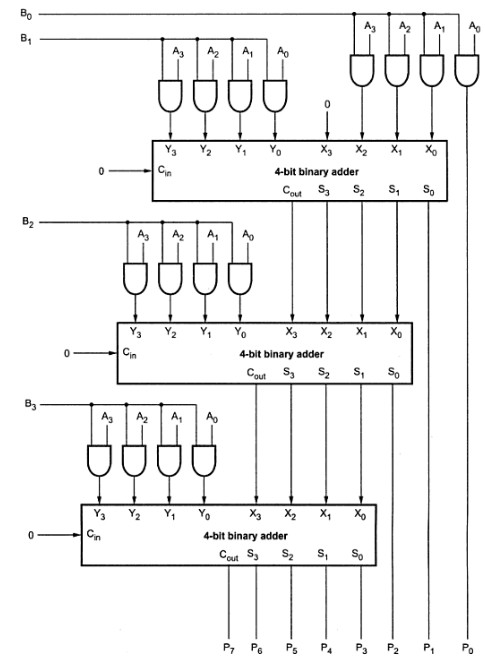 B0
A3 A2 A1 A0
B1
A3 A2 A1 A0
0
Y3 Y2 Y1 Y0 X3 X2 X1 X0
0 Cin 4-bit binary adder
Cout S3 S2 S1 S0
B2
A3 A2 A1 A0
Y3 Y2 Y1 Y0 X3 X2 X1 X0
0 Cin 4-bit binary adder
Cout S3 S2 S1 S0
B3
A3 A2 A1 A0
Y3 Y2 Y1 Y0 X3 X2 X1 X0
0 Cin 4-bit binary adder
Cout S3 S2 S1 S0
P7 P6 P5 P4 P3 P2 P1 P0